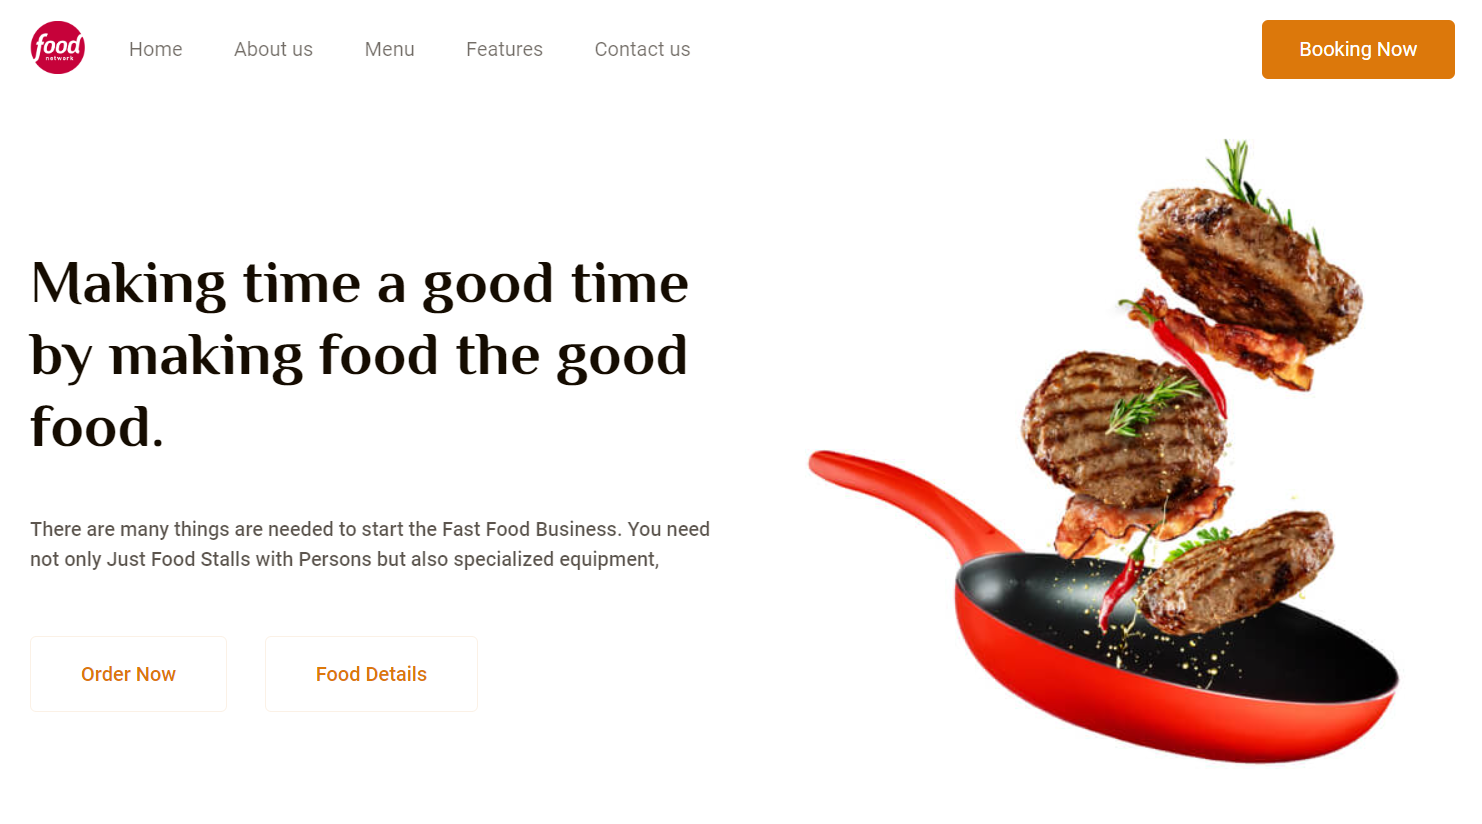 food
network
Home About us Menu Features Contact us Booking Now
Making time a good time
by making food the good
food.
There are many things are needed to start the Fast Food Business. You need
not only Just Food Stalls with Persons but also specialized equipment,
Order Now Food Details